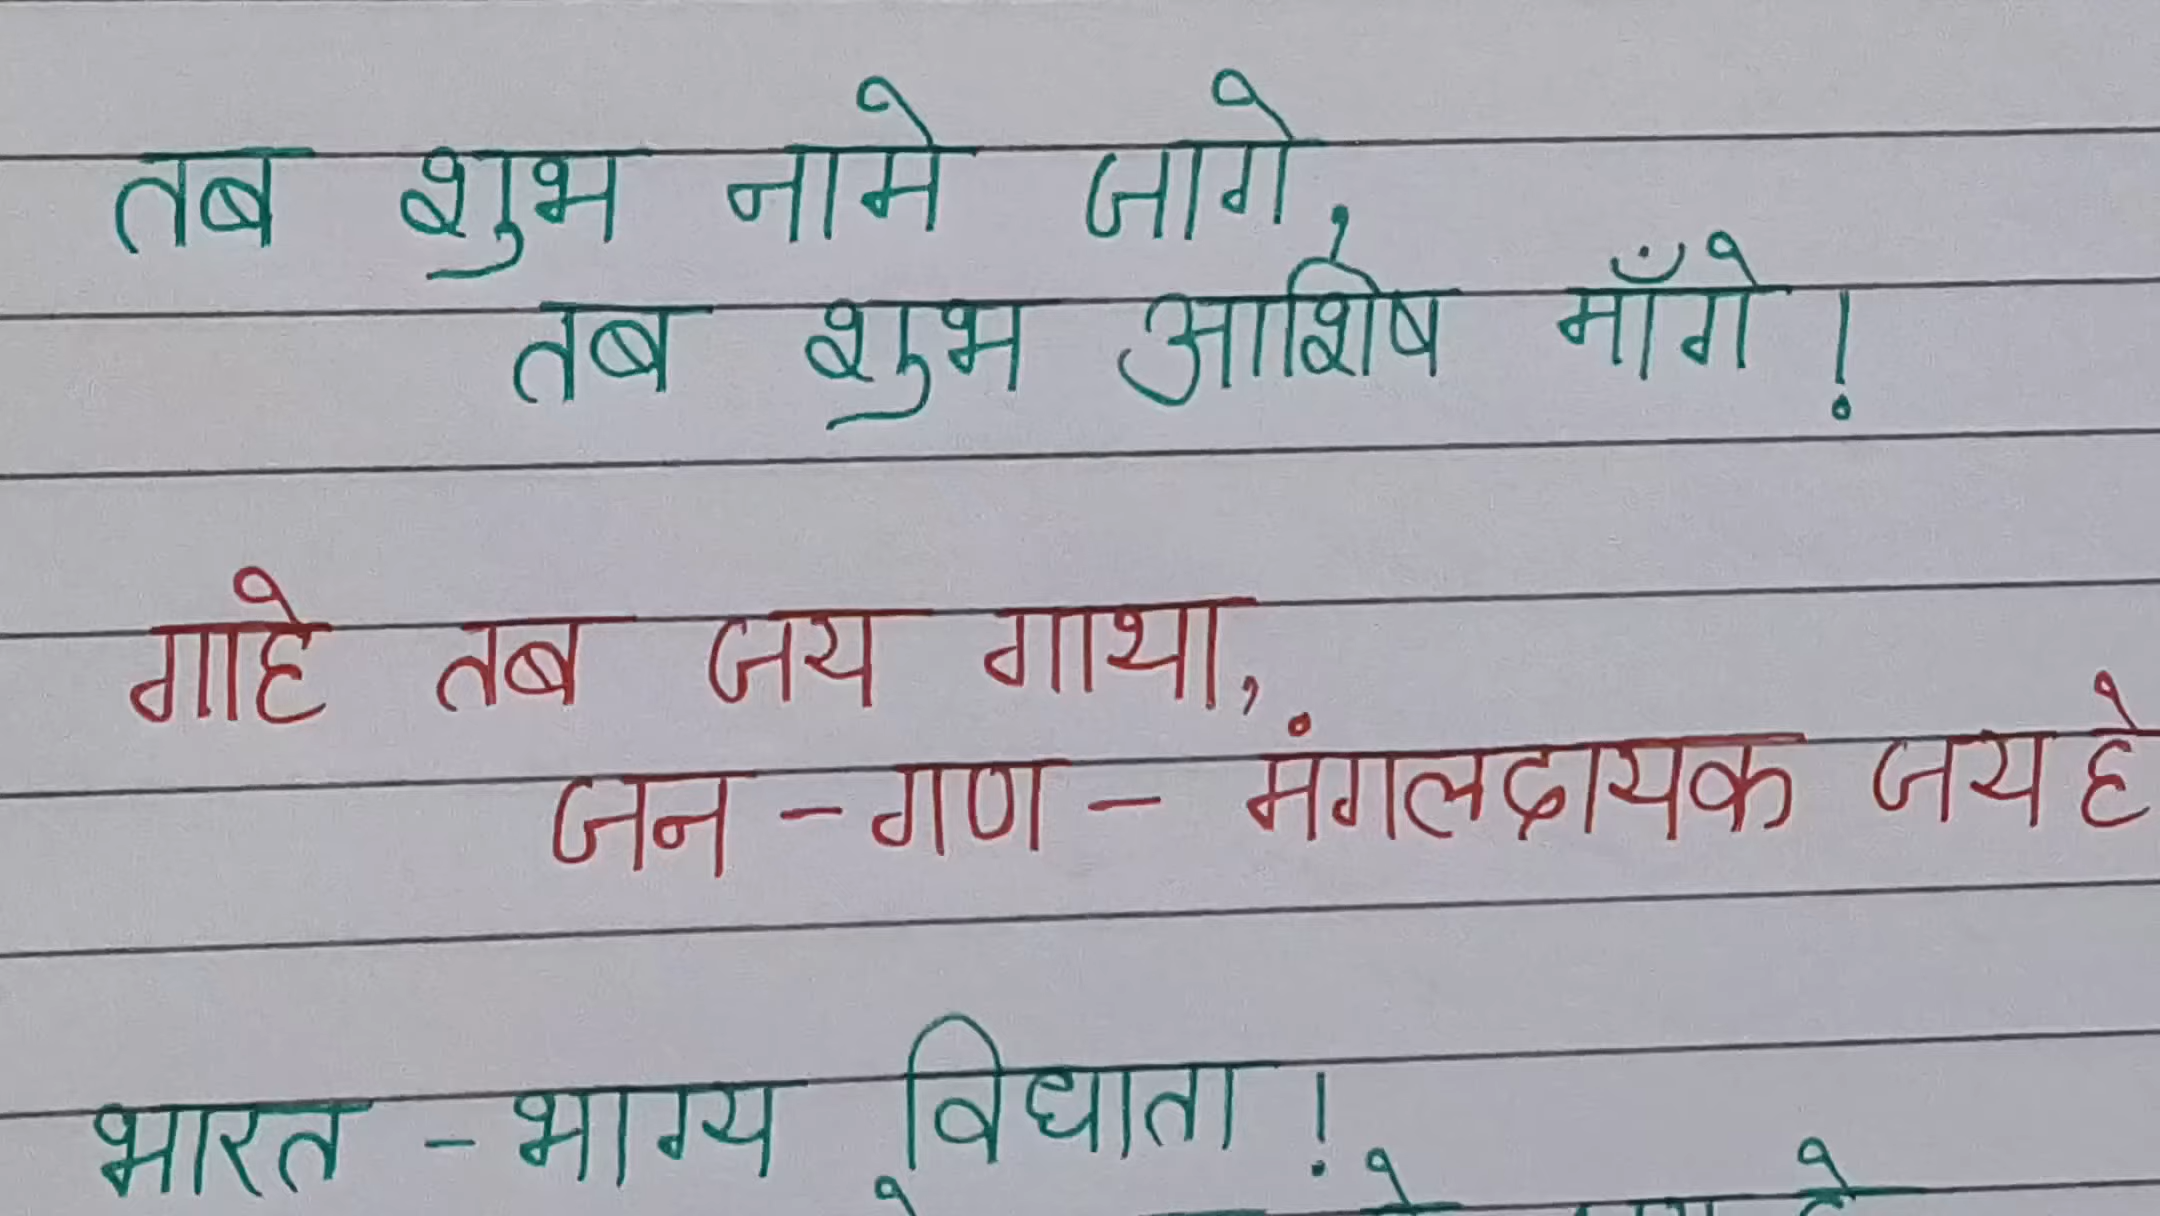 तब शुभ नामे जागे,
तब शुभ आशिष माँगे !
गाहे तब जय गाथा,
जन - गण - मंगलदायक जय हे
भारत - भाग्य विधाता !